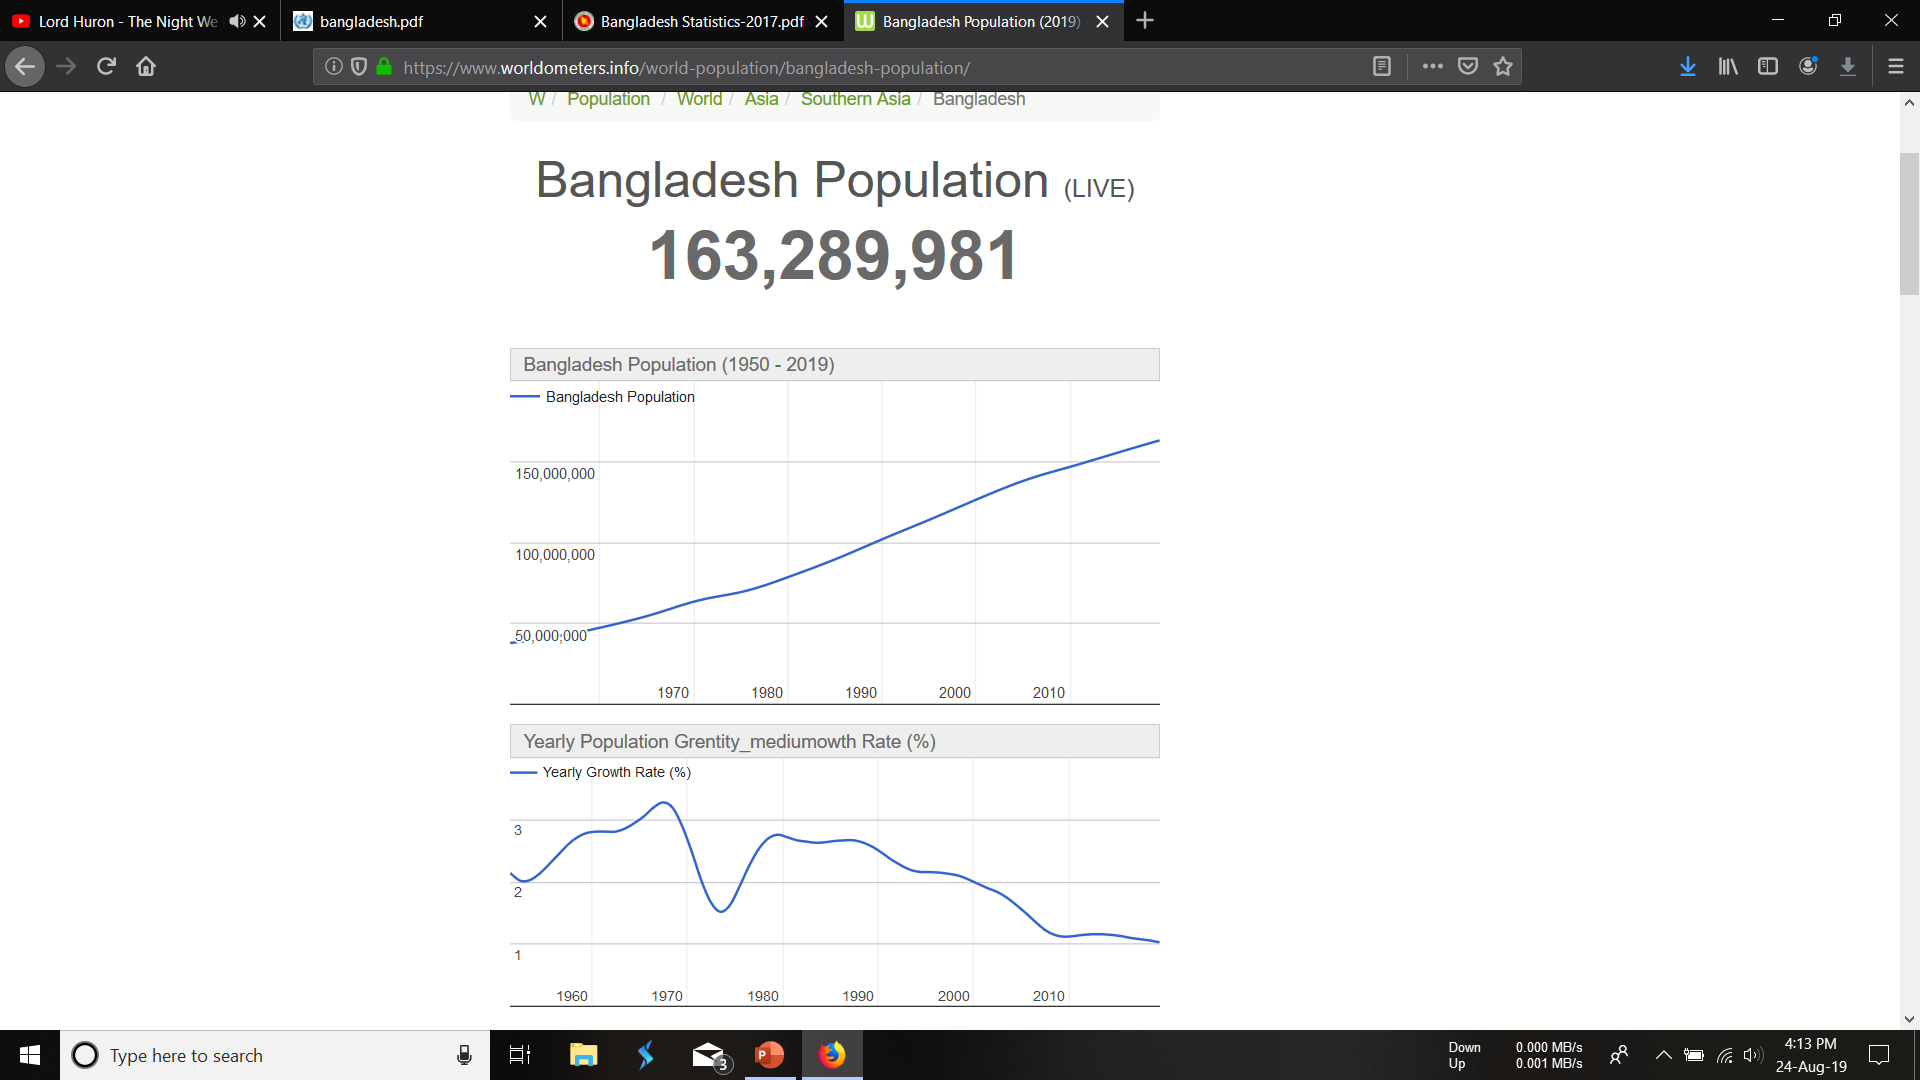 Lord Huron - The Night We
bangladesh.pdf
Bangladesh Statistics-2017.pdf
W Bangladesh Population (2019)
https://www.worldometers.info/world-population/bangladesh-population/
W / Population / World / Asia / Southern Asia / Bangladesh
Bangladesh Population (LIVE)
163,289,981
Bangladesh Population (1950 - 2019)
Bangladesh Population
150,000,000
100,000,000
50,000,000
1970 1980 1990 2000 2010
Yearly Population Grentity_mediumowth Rate (%)
Yearly Growth Rate (%)
3
2
1
1960 1970 1980 1990 2000 2010
Type here to search
3
P
Down 0.000 MB/s
Up 0.001 MB/s
4:13 PM
24-Aug-19